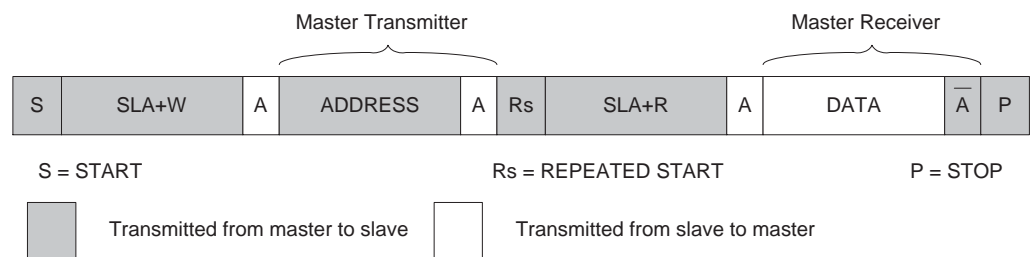 Master Transmitter Master Receiver
S SLA+W A ADDRESS A Rs SLA+R A DATA A̅ P
S = START Rs = REPEATED START P = STOP
Transmitted from master to slave Transmitted from slave to master